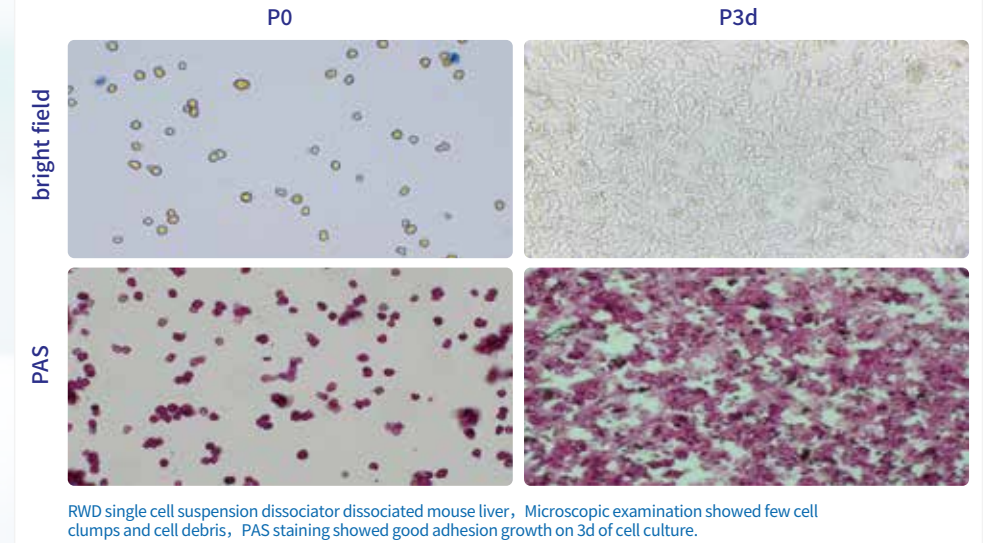 P0 P3d
bright field
PAS
RWD single cell suspension dissociator dissociated mouse liver，Microscopic examination showed few cell
clumps and cell debris，PAS staining showed good adhesion growth on 3d of cell culture.